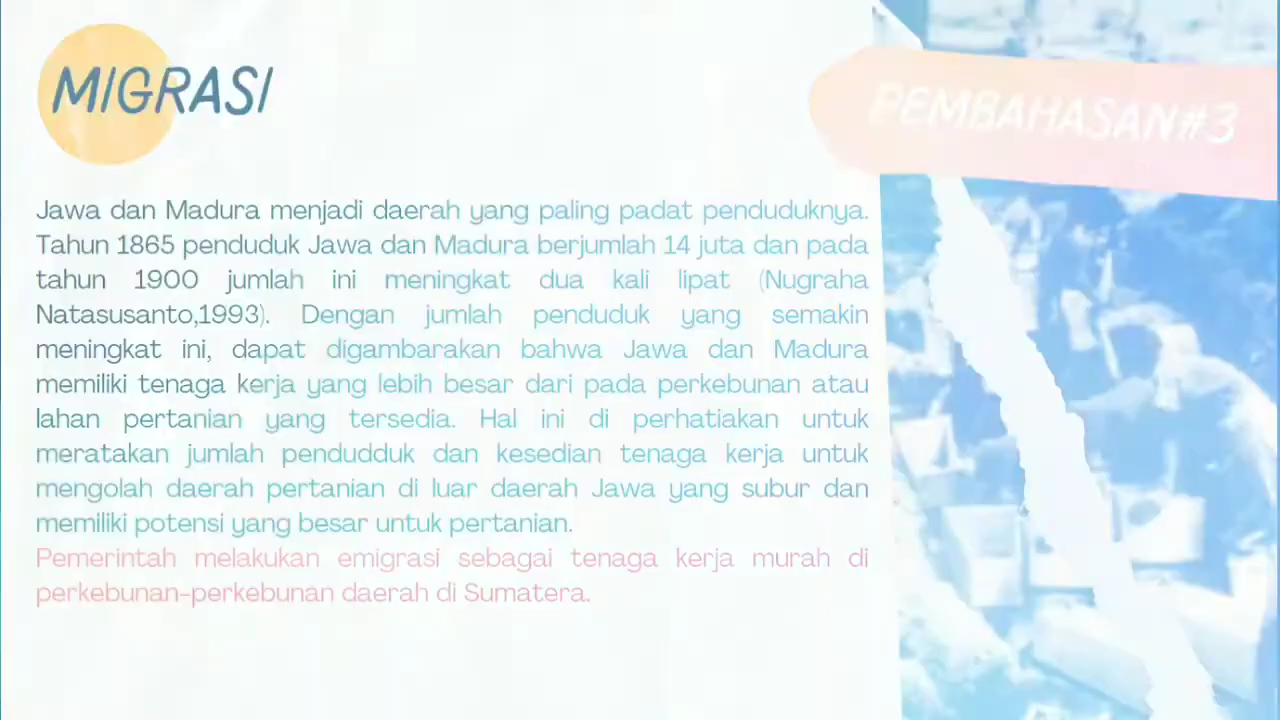 MIGRASI
PEMBAHASAN#3
Jawa dan Madura menjadi daerah yang paling padat penduduknya.
Tahun 1865 penduduk Jawa dan Madura berjumlah 14 juta dan pada
tahun 1900 jumlah ini meningkat dua kali lipat (Nugraha
Natasusanto,1993). Dengan jumlah penduduk yang semakin
meningkat ini, dapat digambarakan bahwa Jawa dan Madura
memiliki tenaga kerja yang lebih besar dari pada perkebunan atau
lahan pertanian yang tersedia. Hal ini di perhatiakan untuk
meratakan jumlah pendudduk dan kesedian tenaga kerja untuk
mengolah daerah pertanian di luar daerah Jawa yang subur dan
memiliki potensi yang besar untuk pertanian.
Pemerintah melakukan emigrasi sebagai tenaga kerja murah di
perkebunan-perkebunan daerah di Sumatera.